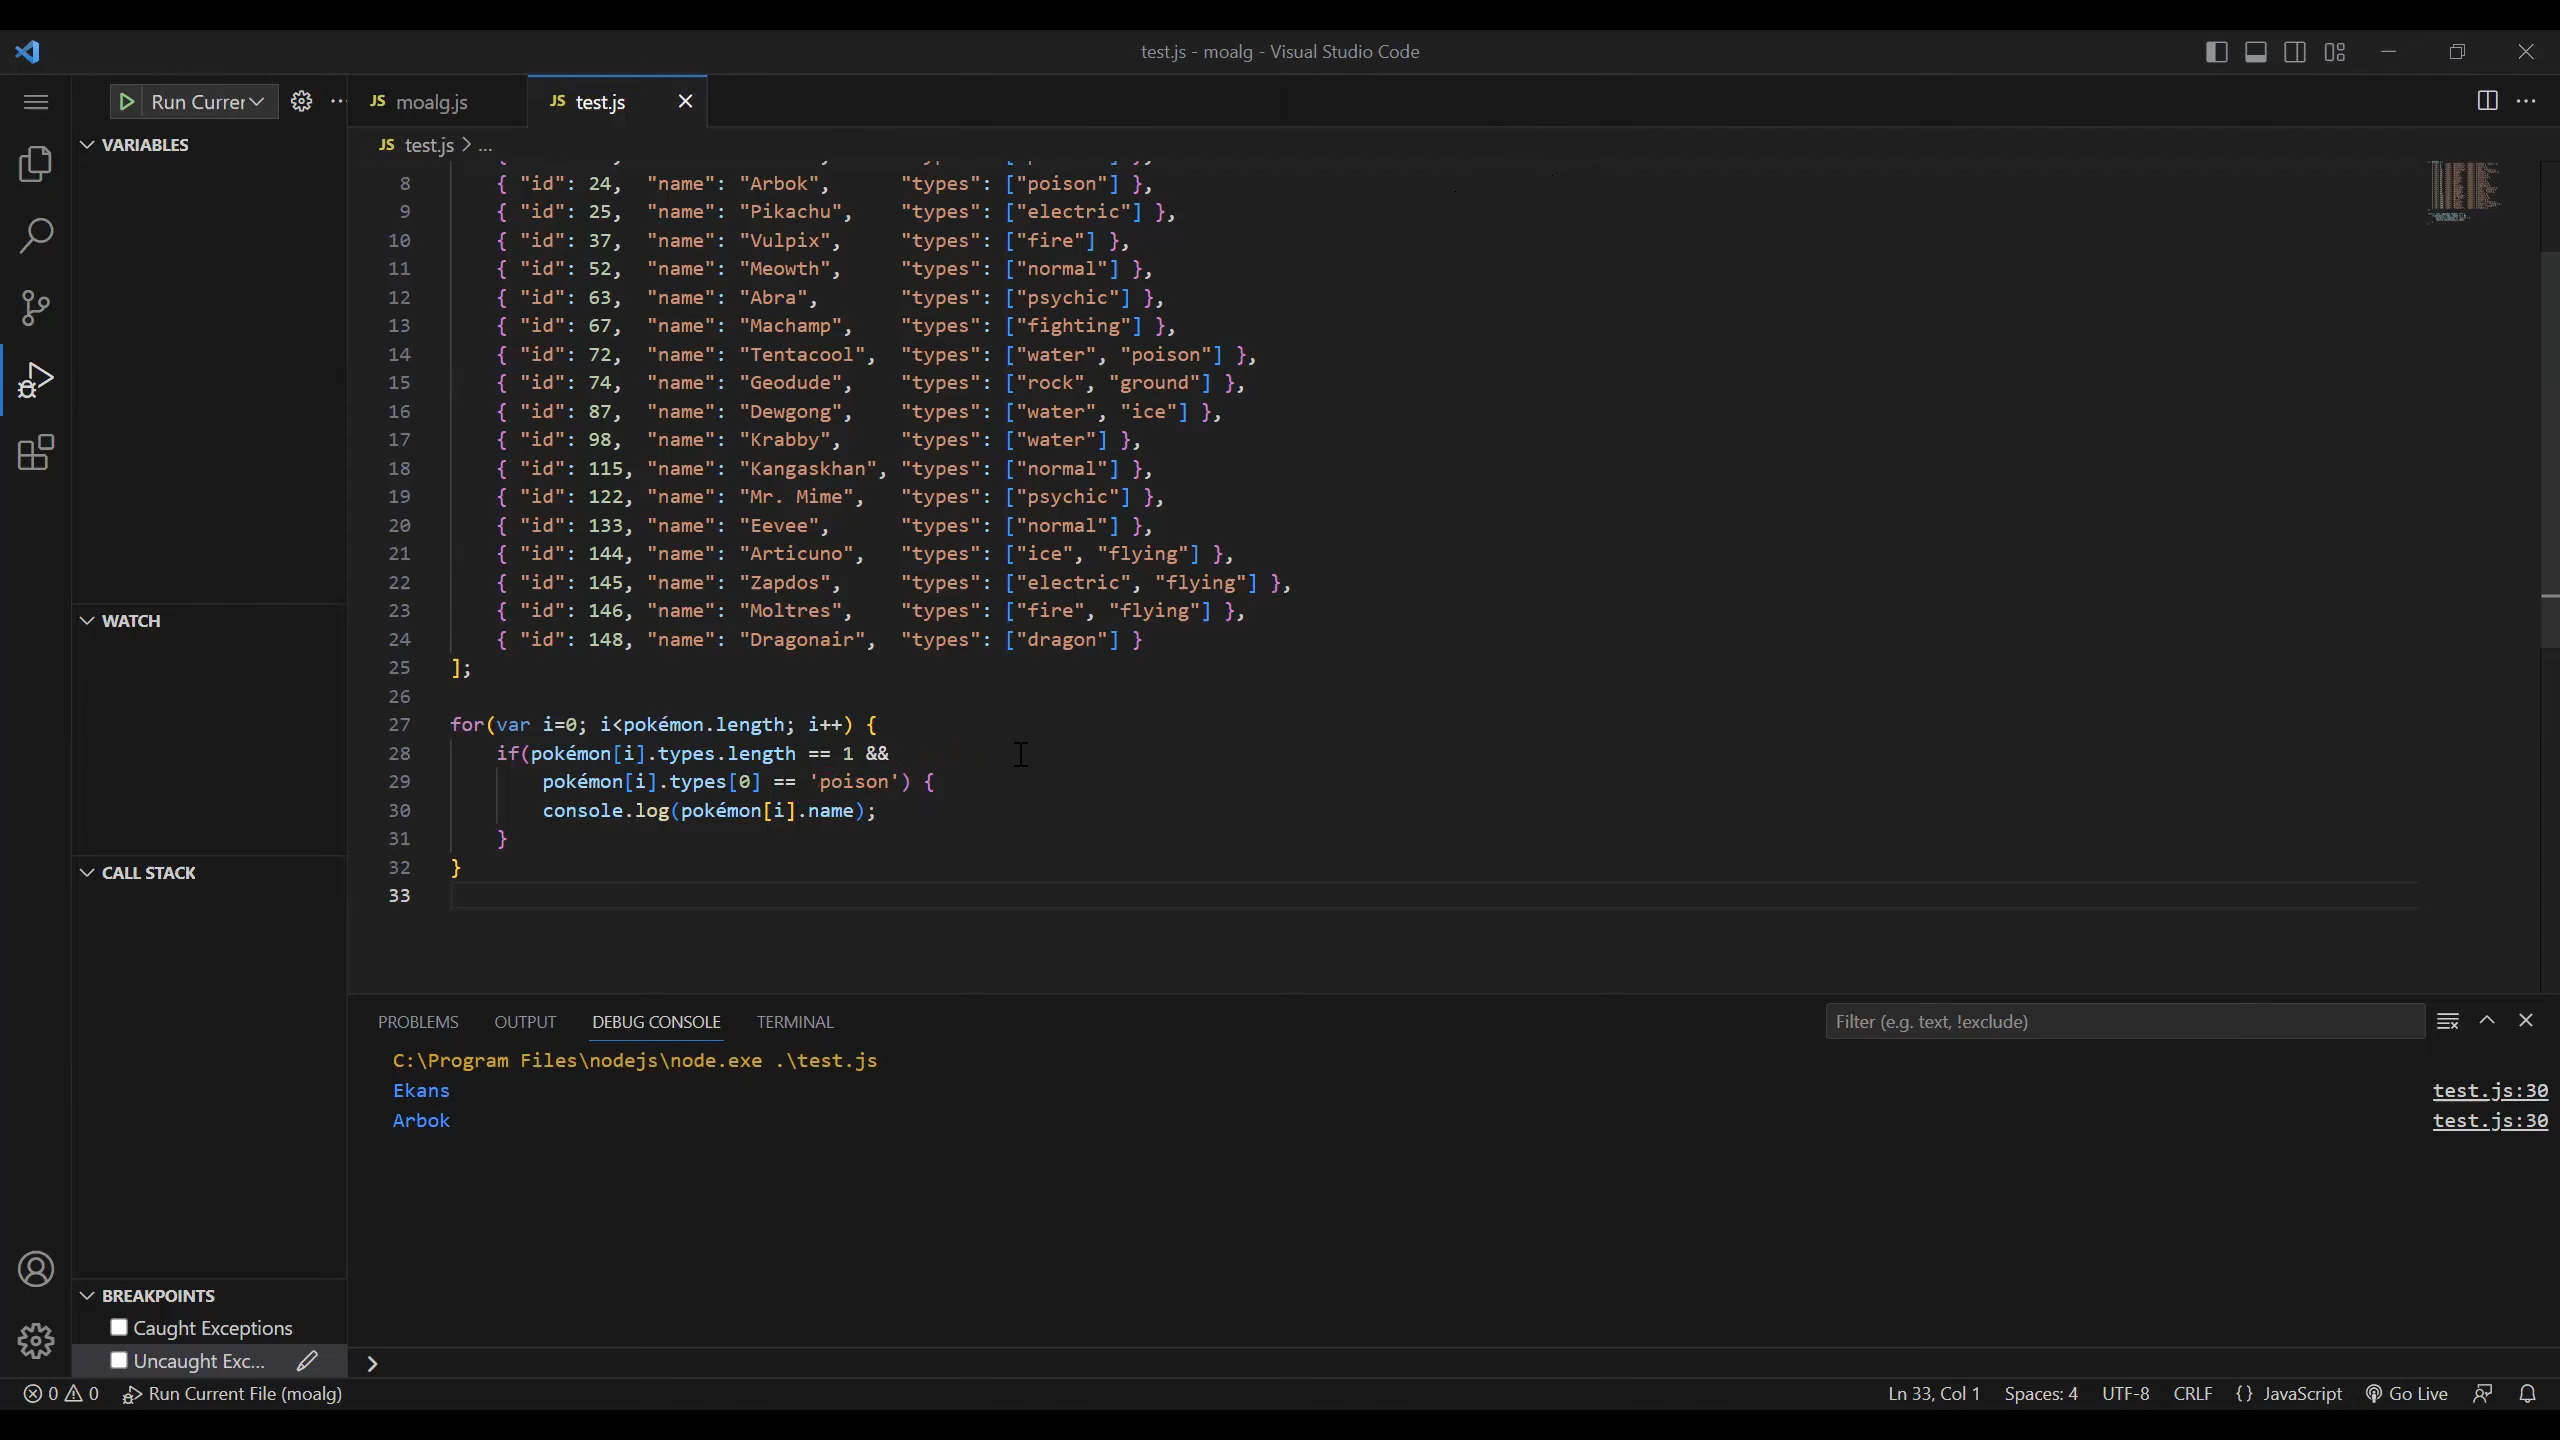 test.js - moalg - Visual Studio Code
Run Currer
JS moalg.js
JS test.js
JS test.js > ...
VARIABLES
WATCH
CALL STACK
BREAKPOINTS
Caught Exceptions
Uncaught Exc...
8 { "id": 24, "name": "Arbok", "types": ["poison"] },
9 { "id": 25, "name": "Pikachu", "types": ["electric"] },
10 { "id": 37, "name": "Vulpix", "types": ["fire"] },
11 { "id": 52, "name": "Meowth", "types": ["normal"] },
12 { "id": 63, "name": "Abra", "types": ["psychic"] },
13 { "id": 67, "name": "Machamp", "types": ["fighting"] },
14 { "id": 72, "name": "Tentacool", "types": ["water", "poison"] },
15 { "id": 74, "name": "Geodude", "types": ["rock", "ground"] },
16 { "id": 87, "name": "Dewgong", "types": ["water", "ice"] },
17 { "id": 98, "name": "Krabby", "types": ["water"] },
18 { "id": 115, "name": "Kangaskhan", "types": ["normal"] },
19 { "id": 122, "name": "Mr. Mime", "types": ["psychic"] },
20 { "id": 133, "name": "Eevee", "types": ["normal"] },
21 { "id": 144, "name": "Articuno", "types": ["ice", "flying"] },
22 { "id": 145, "name": "Zapdos", "types": ["electric", "flying"] },
23 { "id": 146, "name": "Moltres", "types": ["fire", "flying"] },
24 { "id": 148, "name": "Dragonair", "types": ["dragon"] }
25 ];
26
27 for(var i=0; i<pokémon.length; i++) {
28 if(pokémon[i].types.length == 1 &&
29 pokémon[i].types[0] == 'poison') {
30 console.log(pokémon[i].name);
31 }
32 }
33
PROBLEMS OUTPUT DEBUG CONSOLE TERMINAL
Filter (e.g. text, !exclude)
C:\Program Files\nodejs\node.exe .\test.js
Ekans test.js:30
Arbok test.js:30
>
0 0 Run Current File (moalg)
Ln 33, Col 1 Spaces: 4 UTF-8 CRLF {} JavaScript Go Live